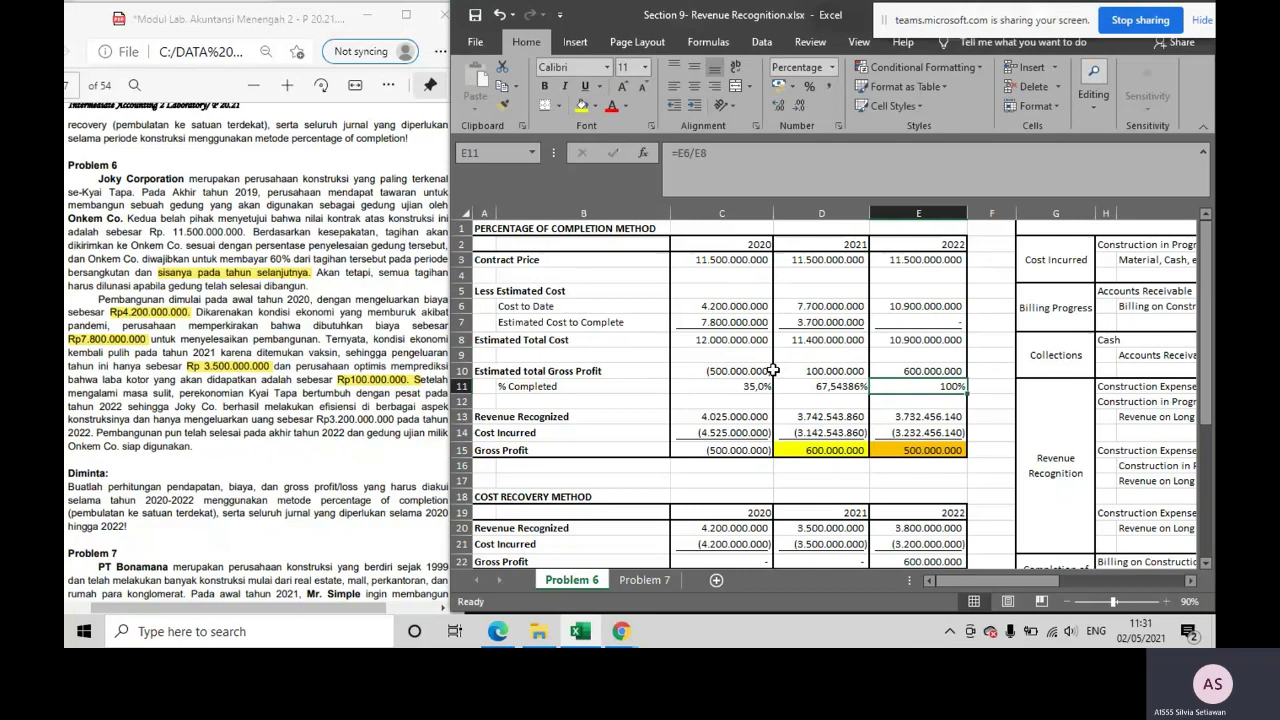 *Modul Lab. Akuntansi Menengah 2 - P 20.21.
Section 9- Revenue Recognition.xlsx - Excel
teams.microsoft.com is sharing your screen.
Stop sharing
Hide
File
C:/DATA%20...
Not syncing
File
Home
Insert
Page Layout
Formulas
Data
Review
View
Help
Tell me what you want to do
Share
7 of 54
Paste
Calibri
11
B I U
Percentage
Conditional Formatting
Cell Styles
Insert
Delete
Format
Editing
Sensitivity
Clipboard
Font
Alignment
Number
Styles
Cells
Sensitivity
E11
=E6/E8
Intermediate Accounting 2 Laboratory/P 20.21
recovery (pembulatan ke satuan terdekat), serta seluruh jurnal yang diperlukan
selama periode konstruksi menggunakan metode percentage of completion!
Problem 6
Joky Corporation merupakan perusahaan konstruksi yang paling terkenal
se-Kyai Tapa. Pada Akhir tahun 2019, perusahaan mendapat tawaran untuk
membangun sebuah gedung yang akan digunakan sebagai gedung ujian oleh
Onkem Co. Kedua belah pihak menyetujui bahwa nilai kontrak atas konstruksi ini
adalah sebesar Rp. 11.500.000.000. Berdasarkan kesepakatan, tagihan akan
dikirimkan ke Onkem Co. sesuai dengan persentase penyelesaian gedung tersebut,
dan Onkem Co. diwajibkan untuk membayar 60% dari tagihan tersebut pada periode
bersangkutan dan sisanya pada tahun selanjutnya. Akan tetapi, semua tagihan
harus dilunasi apabila gedung telah selesai dibangun.
Pembangunan dimulai pada awal tahun 2020, dengan mengeluarkan biaya
sebesar Rp4.200.000.000. Dikarenakan kondisi ekonomi yang memburuk akibat
pandemi, perusahaan memperkirakan bahwa dibutuhkan biaya sebesar
Rp7.800.000.000 untuk menyelesaikan pembangunan. Ternyata, kondisi ekonomi
kembali pulih pada tahun 2021 karena ditemukan vaksin, sehingga pengeluaran
tahun ini hanya sebesar Rp 3.500.000.000 dan perusahaan optimis memprediksi
bahwa laba kotor yang akan didapatkan adalah sebesar Rp100.000.000. Setelah
mengalami masa sulit, perekonomian Kyai Tapa bertumbuh dengan pesat pada
tahun 2022 sehingga Joky Co. berhasil melakukan efisiensi di berbagai aspek
konstruksinya dan hanya mengeluarkan uang sebesar Rp3.200.000.000 pada tahun
2022. Pembangunan pun telah selesai pada akhir tahun 2022 dan gedung ujian milik
Onkem Co. siap digunakan.
Diminta:
Buatlah perhitungan pendapatan, biaya, dan gross profit/loss yang harus diakui
selama tahun 2020-2022 menggunakan metode percentage of completion
(pembulatan ke satuan terdekat), serta seluruh jurnal yang diperlukan selama 2020
hingga 2022!
Problem 7
PT Bonamana merupakan perusahaan konstruksi yang berdiri sejak 1999
dan telah melakukan banyak konstruksi mulai dari real estate, mall, perkantoran, dan
rumah para konglomerat. Pada awal tahun 2021, Mr. Simple ingin membangun
A B C D E F G H
1 PERCENTAGE OF COMPLETION METHOD
2 2020 2021 2022 Construction in Progr
3 Contract Price 11.500.000.000 11.500.000.000 11.500.000.000 Cost Incurred Material, Cash, e
4
5 Less Estimated Cost Accounts Receivable
6 Cost to Date 4.200.000.000 7.700.000.000 10.900.000.000 Billing Progress Billing on Constr
7 Estimated Cost to Complete 7.800.000.000 3.700.000.000 -
8 Estimated Total Cost 12.000.000.000 11.400.000.000 10.900.000.000 Cash
9 Collections Accounts Receiva
10 Estimated total Gross Profit (500.000.000) 100.000.000 600.000.000
11 % Completed 35,0% 67,54386% 100% Construction Expense
12 Construction in Progr
13 Revenue Recognized 4.025.000.000 3.742.543.860 3.732.456.140 Revenue on Long
14 Cost Incurred (4.525.000.000) (3.142.543.860) (3.232.456.140)
15 Gross Profit (500.000.000) 600.000.000 500.000.000 Revenue Recognition Construction Expense
16 Construction in P
17 Revenue on Long
18 COST RECOVERY METHOD
19 2020 2021 2022 Construction Expense
20 Revenue Recognized 4.200.000.000 3.500.000.000 3.800.000.000 Revenue on Long
21 Cost Incurred (4.200.000.000) (3.500.000.000) (3.200.000.000)
22 Gross Profit - - 600.000.000 Completion of Billing on Construction
Problem 6
Problem 7
Ready
90%
Type here to search
ENG
11:31
02/05/2021
2
AS
A1555 Silvia Setiawan